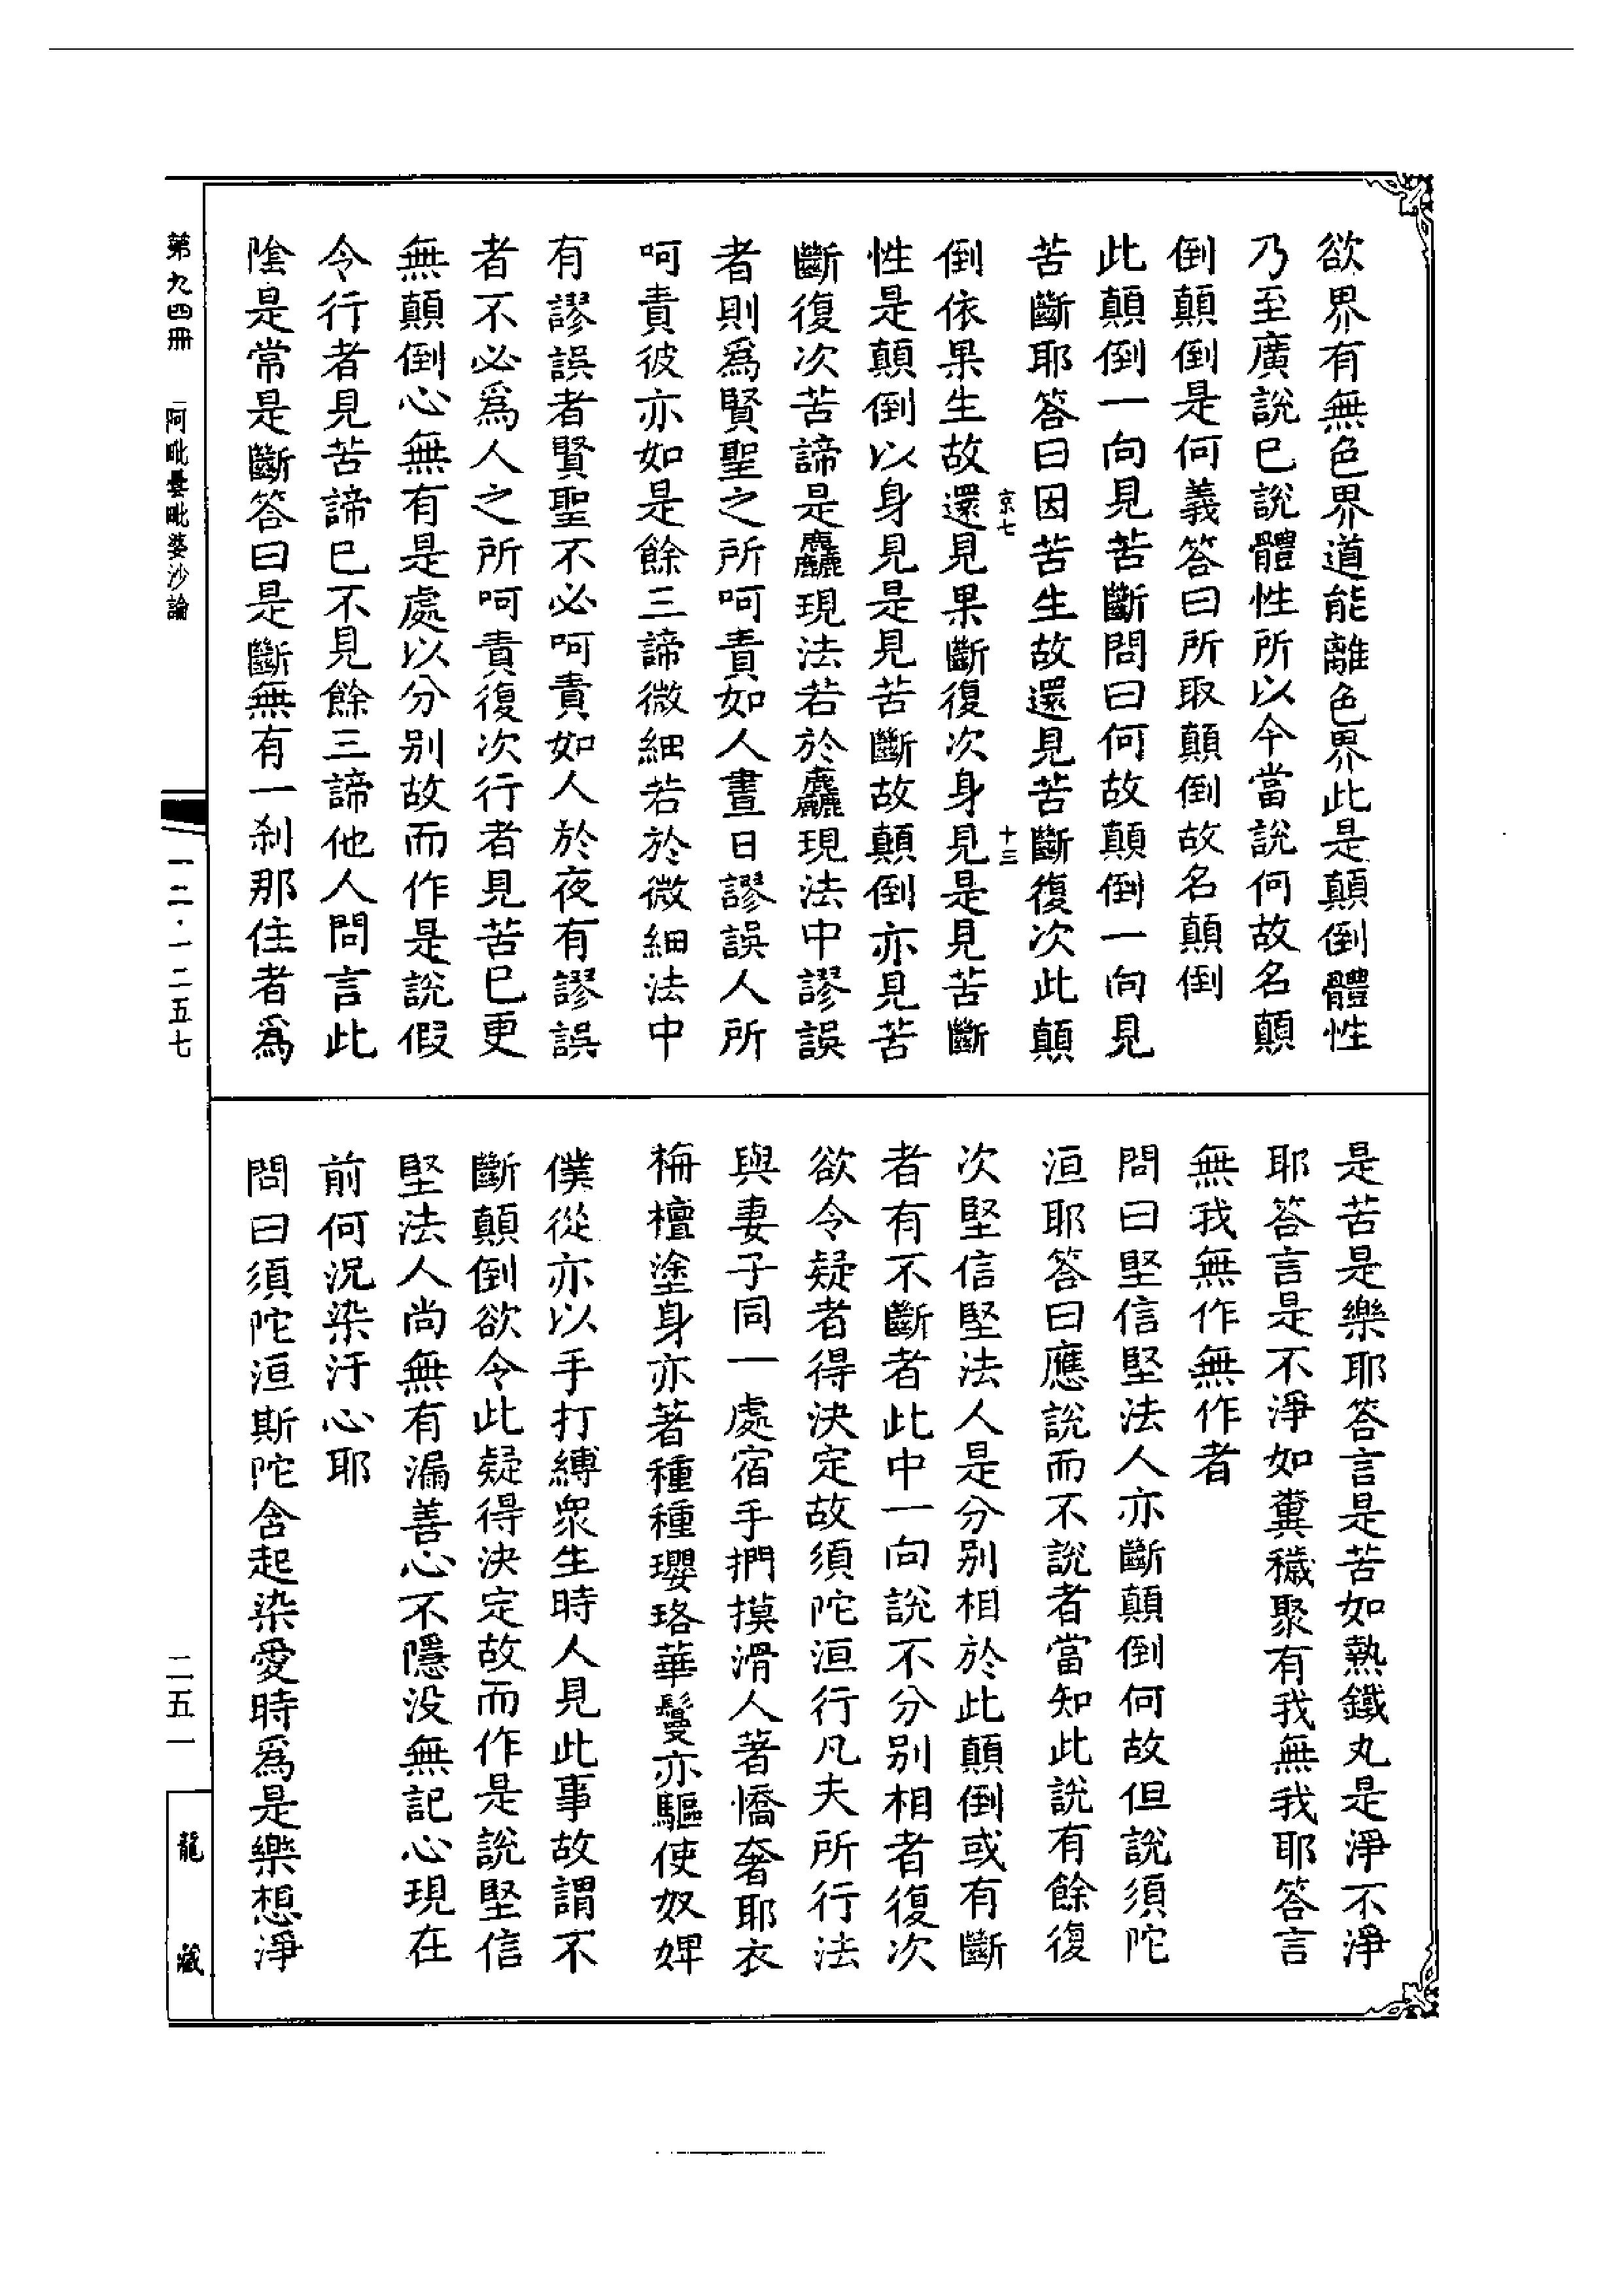 欲界有無色界道能離色界此是顛倒體性
乃至廣說已說體性所以今當說何故名顛
倒顛倒是何義答曰所取顛倒故名顛倒
此顛倒一向見苦斷問曰何故顛倒一向見
苦斷耶答曰因苦生故還見苦斷復次此顛
京七
十三
倒依果生故還見果斷復次身見是見苦斷
性是顛倒以身見是見苦斷故顛倒亦見苦
斷復次苦諦是麤現法若於麤現法中謬誤
者則爲賢聖之所呵責如人晝日謬誤人所
呵責彼亦如是餘三諦微細若於微細法中
有謬誤者賢聖不必呵責如人於夜有謬誤
者不必爲人之所呵責復次行者見苦已更
無顛倒心無有是處以分别故而作是說假
令行者見苦諦已不見餘三諦他人問言此
陰是常是斷答曰是斷無有一刹那住者爲
是苦是樂耶答言是苦如熱鐵丸是淨不淨
耶答言是不淨如糞穢聚有我無我耶答言
無我無作無作者
問曰堅信堅法人亦斷顛倒何故但說須陀
洹耶答曰應說而不說者當知此說有餘復
次堅信堅法人是分别相於此顛倒或有斷
者有不斷者此中一向說不分别相者復次
欲令疑者得決定故須陀洹行凡夫所行法
與妻子同一處宿手捫摸滑人著憍奢耶衣
栴檀塗身亦著種種瓔珞華鬘亦驅使奴婢
僕從亦以手打縛衆生時人見此事故謂不
斷顛倒欲令此疑得決定故而作是說堅信
堅法人尚無有漏善心不隱没無記心現在
前何況染汙心耶
問曰須陀洹斯陀含起染愛時爲是樂想淨
第九四冊
阿毗曇毗婆沙論
一二·一二五七
二五一
龍藏